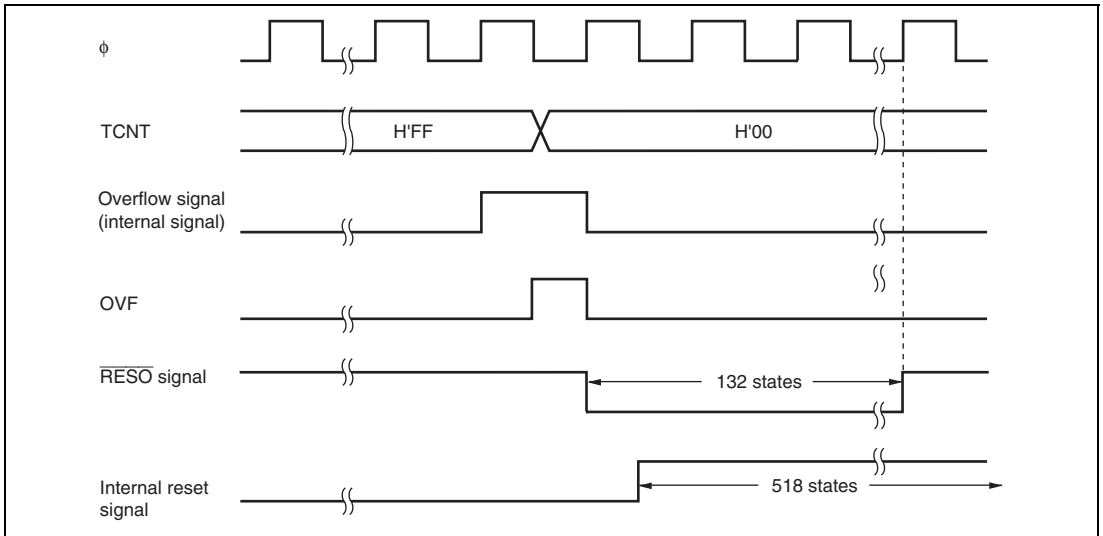 ϕ
TCNT
H'FF
H'00
Overflow signal
(internal signal)
OVF
RESO signal
132 states
Internal reset
signal
518 states